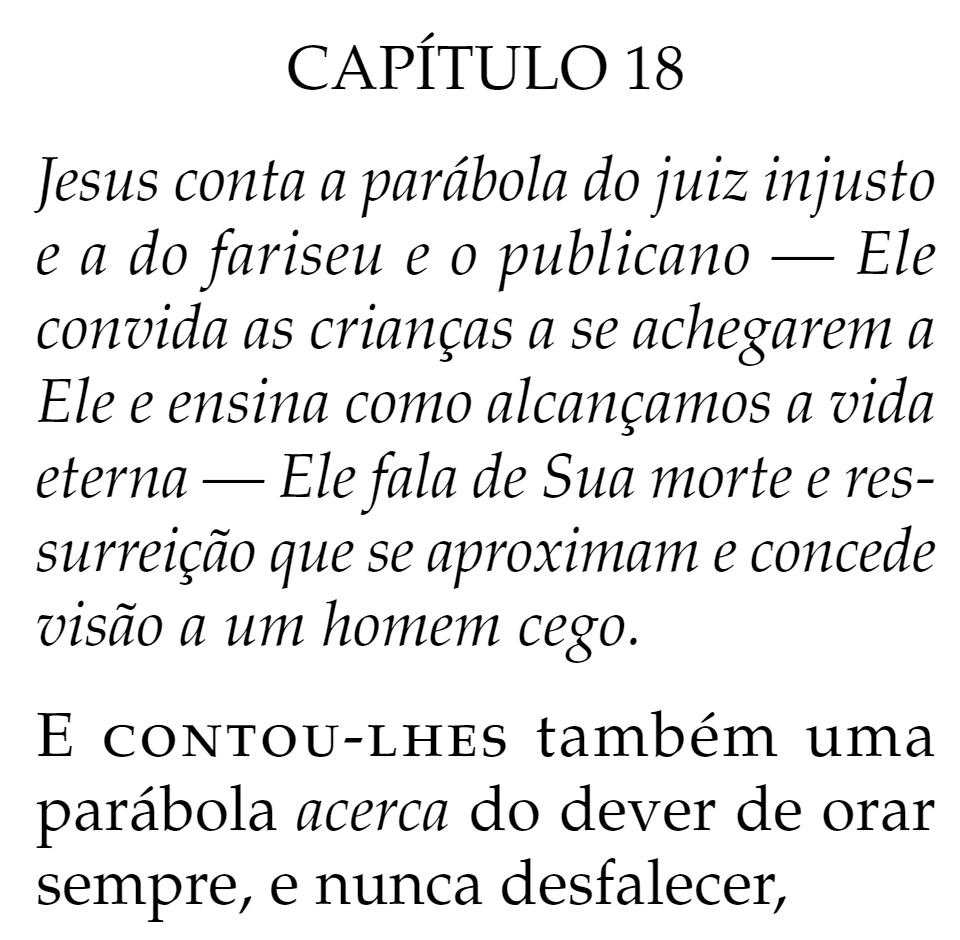 CAPÍTULO 18
Jesus conta a parábola do juiz injusto
e a do fariseu e o publicano — Ele
convida as crianças a se achegarem a
Ele e ensina como alcançamos a vida
eterna — Ele fala de Sua morte e res-
surreição que se aproximam e concede
visão a um homem cego.
E CONTOU-LHES também uma
parábola acerca do dever de orar
sempre, e nunca desfalecer,